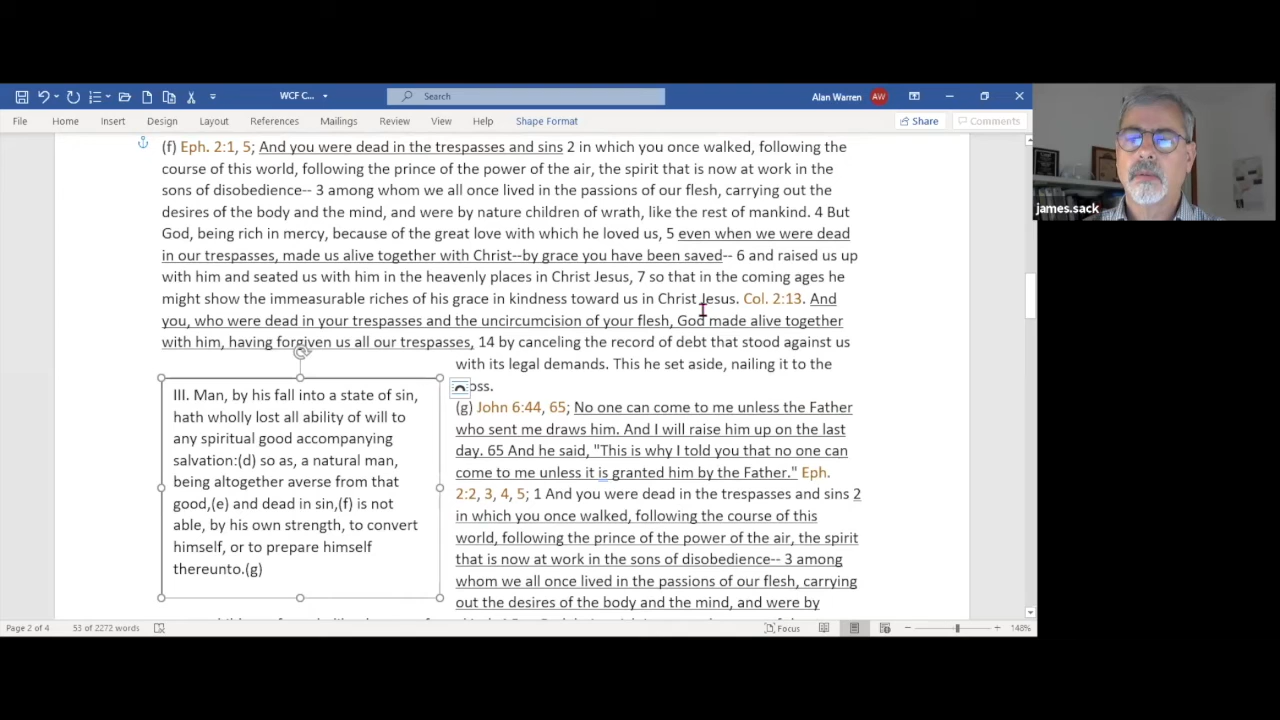 WCF C...
Search
Alan Warren
AW
File
Home
Insert
Design
Layout
References
Mailings
Review
View
Help
Shape Format
Share
Comments
(f) Eph. 2:1, 5; And you were dead in the trespasses and sins 2 in which you once walked, following the
course of this world, following the prince of the power of the air, the spirit that is now at work in the
sons of disobedience-- 3 among whom we all once lived in the passions of our flesh, carrying out the
desires of the body and the mind, and were by nature children of wrath, like the rest of mankind. 4 But
God, being rich in mercy, because of the great love with which he loved us, 5 even when we were dead
in our trespasses, made us alive together with Christ--by grace you have been saved-- 6 and raised us up
with him and seated us with him in the heavenly places in Christ Jesus, 7 so that in the coming ages he
might show the immeasurable riches of his grace in kindness toward us in Christ Jesus. Col. 2:13. And
you, who were dead in your trespasses and the uncircumcision of your flesh, God made alive together
with him, having forgiven us all our trespasses, 14 by canceling the record of debt that stood against us
with its legal demands. This he set aside, nailing it to the
oss.
III. Man, by his fall into a state of sin,
hath wholly lost all ability of will to
any spiritual good accompanying
salvation:(d) so as, a natural man,
being altogether averse from that
good,(e) and dead in sin,(f) is not
able, by his own strength, to convert
himself, or to prepare himself
thereunto.(g)
(g) John 6:44, 65; No one can come to me unless the Father
who sent me draws him. And I will raise him up on the last
day. 65 And he said, "This is why I told you that no one can
come to me unless it is granted him by the Father." Eph.
2:2, 3, 4, 5; 1 And you were dead in the trespasses and sins 2
in which you once walked, following the course of this
world, following the prince of the power of the air, the spirit
that is now at work in the sons of disobedience-- 3 among
whom we all once lived in the passions of our flesh, carrying
out the desires of the body and the mind, and were by
Page 2 of 4
53 of 2272 words
Focus
148%
james.sack